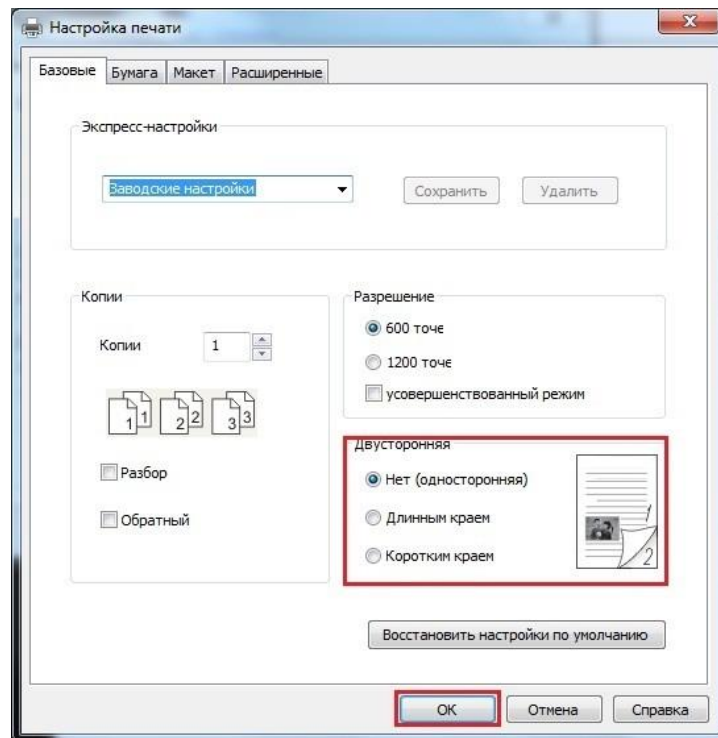 Настройка печати
Базовые Бумага Макет Расширенные
Экспресс-настройки
Заводские настройки Сохранить Удалить
Копии
Копии 1
1 1 2 2 3 3
Разбор
Обратный
Разрешение
600 точе
1200 точе
усовершенствованный режим
Двусторонняя
Нет (односторонняя)
Длинным краем
Коротким краем
1
2
Восстановить настройки по умолчанию
ОК Отмена Справка